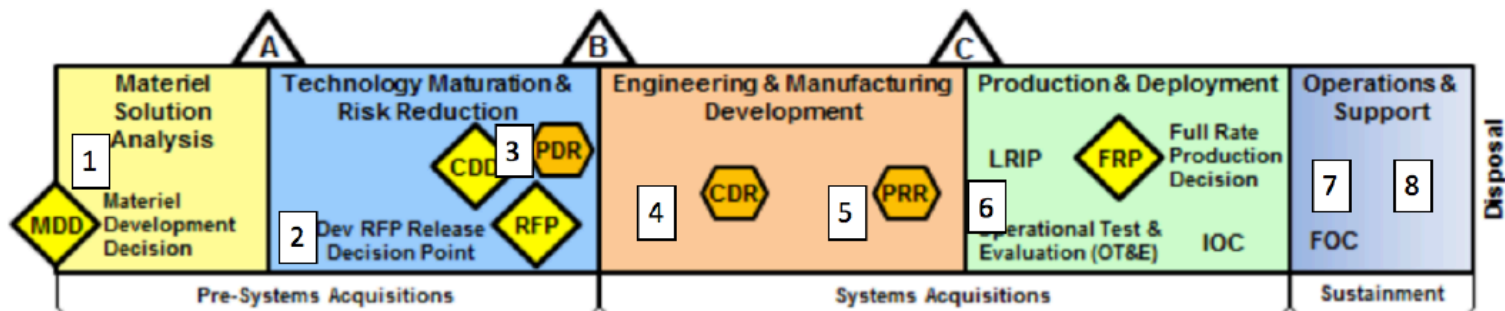 A
B
C
Materiel
Solution
Analysis
1
MDD
Materiel
Development
Decision
Technology Maturation &
Risk Reduction
CDD
3
PDR
2
Dev RFP Release
Decision Point
RFP
Engineering & Manufacturing
Development
4
CDR
5
PRR
Production & Deployment
LRIP
FRP
Full Rate
Production
Decision
6
Operational Test &
Evaluation (OT&E)
IOC
Operations &
Support
7
8
FOC
Disposal
Pre-Systems Acquisitions
Systems Acquisitions
Sustainment